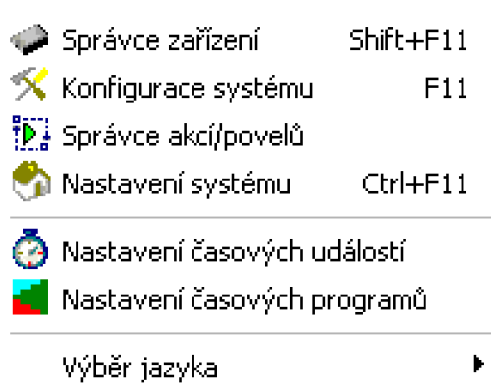 Správce zařízení Shift+F11
Konfigurace systému F11
Správce akcí/povelů
Nastavení systému Ctrl+F11
Nastavení časových událostí
Nastavení časových programů
Výběr jazyka